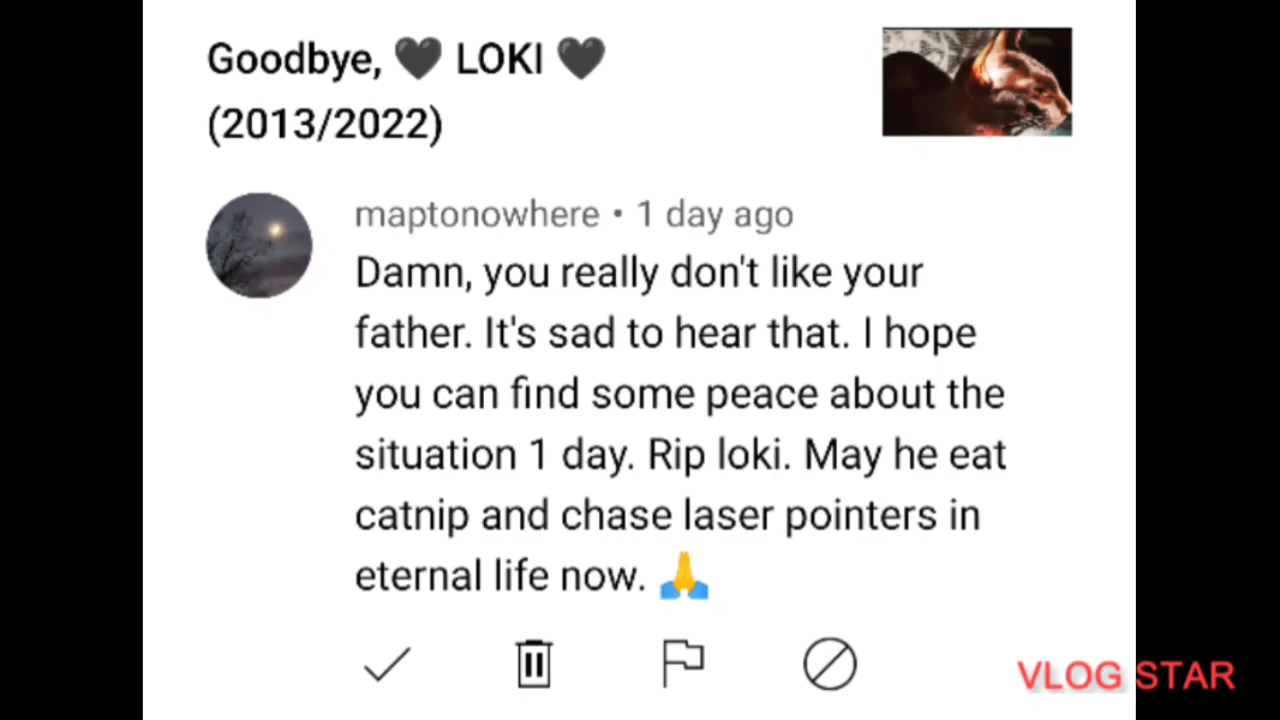 Goodbye, 🖤 LOKI 🖤
(2013/2022)
maptonowhere • 1 day ago
Damn, you really don't like your
father. It's sad to hear that. I hope
you can find some peace about the
situation 1 day. Rip loki. May he eat
catnip and chase laser pointers in
eternal life now. 🙏
VLOG STAR